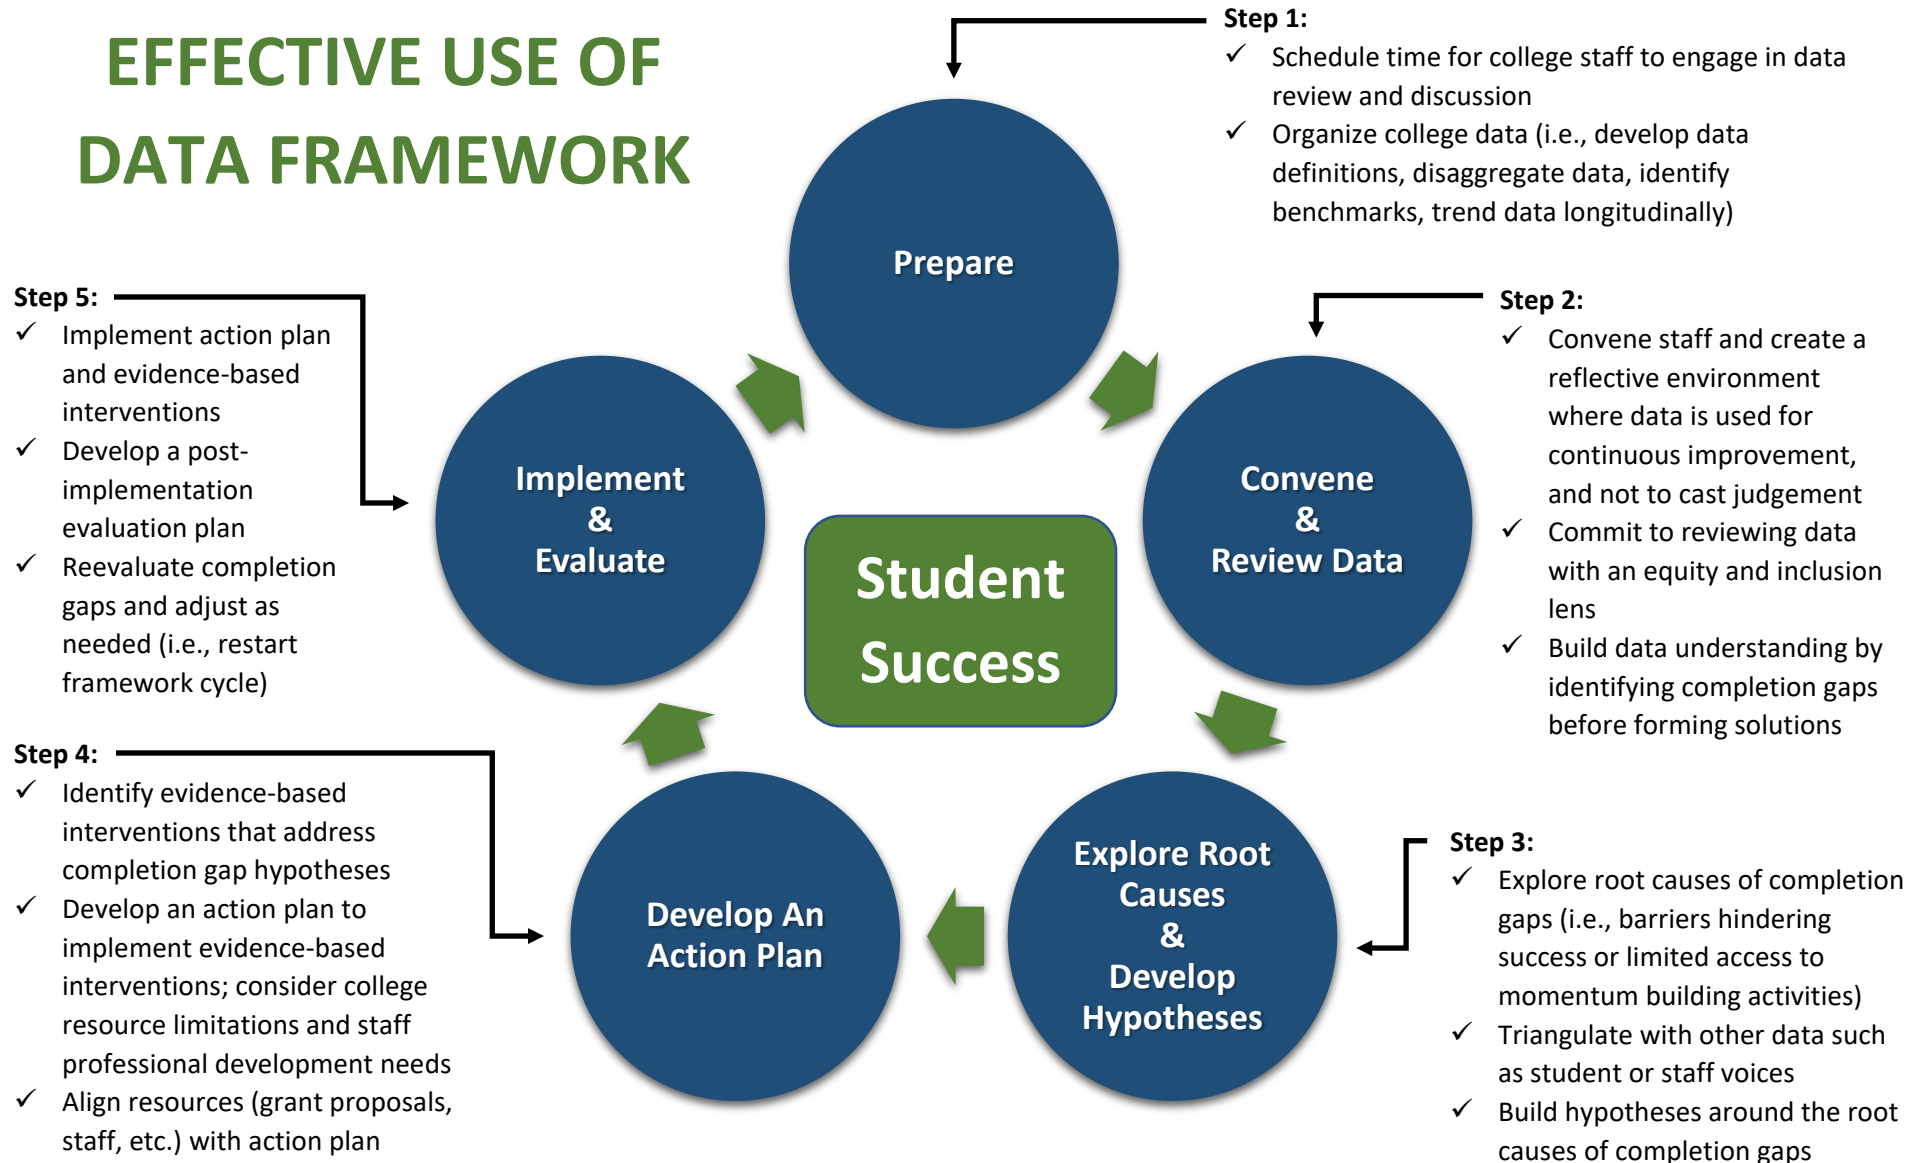 EFFECTIVE USE OF
DATA FRAMEWORK
Step 1:
✓ Schedule time for college staff to engage in data
review and discussion
✓ Organize college data (i.e., develop data
definitions, disaggregate data, identify
benchmarks, trend data longitudinally)
Prepare
Step 2:
✓ Convene staff and create a
reflective environment
where data is used for
continuous improvement,
and not to cast judgement
✓ Commit to reviewing data
with an equity and inclusion
lens
✓ Build data understanding by
identifying completion gaps
before forming solutions
Convene
&
Review Data
Step 3:
✓ Explore root causes of completion
gaps (i.e., barriers hindering
success or limited access to
momentum building activities)
✓ Triangulate with other data such
as student or staff voices
✓ Build hypotheses around the root
causes of completion gaps
Explore Root
Causes
&
Develop
Hypotheses
Step 4:
✓ Identify evidence-based
interventions that address
completion gap hypotheses
✓ Develop an action plan to
implement evidence-based
interventions; consider college
resource limitations and staff
professional development needs
✓ Align resources (grant proposals,
staff, etc.) with action plan
Develop An
Action Plan
Step 5:
✓ Implement action plan
and evidence-based
interventions
✓ Develop a post-
implementation
evaluation plan
✓ Reevaluate completion
gaps and adjust as
needed (i.e., restart
framework cycle)
Implement
&
Evaluate
Student
Success